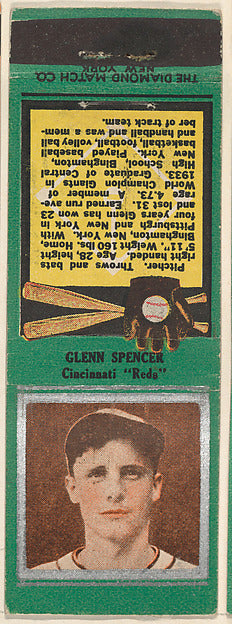 GLENN SPENCER
Cincinnati "Reds"
Pitcher. Throws and bats
right handed. Age 28, height
5' 11". Weight 160 lbs. Home,
Binghamton, New York. With
Pittsburgh and New York in
four years Glenn has won 23
and lost 31. Earned run ave-
rage 4.73. A member of
World Champion Giants in
1933. Graduate of Central
High School, Binghamton,
New York. Played baseball
basketball, football, volley ball
and handball and was a mem-
ber of track team.
THE DIAMOND MATCH CO.
NEW YORK